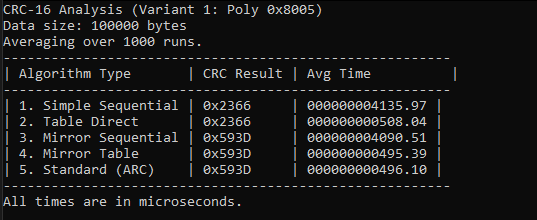 CRC-16 Analysis (Variant 1: Poly 0x8005)
Data size: 100000 bytes
Averaging over 1000 runs.
---------------------------------------------------------
| Algorithm Type       | CRC Result | Avg Time          |
---------------------------------------------------------
| 1. Simple Sequential | 0x2366     | 000000004135.97 |
| 2. Table Direct      | 0x2366     | 000000000508.04 |
| 3. Mirror Sequential | 0x593D     | 000000004090.51 |
| 4. Mirror Table      | 0x593D     | 000000000495.39 |
| 5. Standard (ARC)    | 0x593D     | 000000000496.10 |
---------------------------------------------------------
All times are in microseconds.